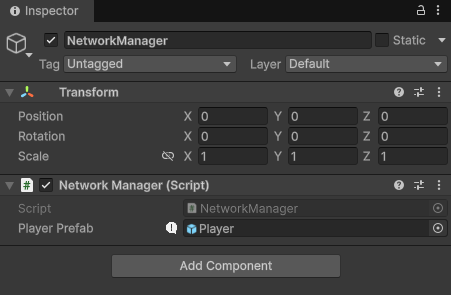 Inspector
NetworkManager Static
Tag Untagged Layer Default
Transform
Position X 0 Y 0 Z 0
Rotation X 0 Y 0 Z 0
Scale X 1 Y 1 Z 1
# Network Manager (Script)
Script # NetworkManager
Player Prefab Player
Add Component